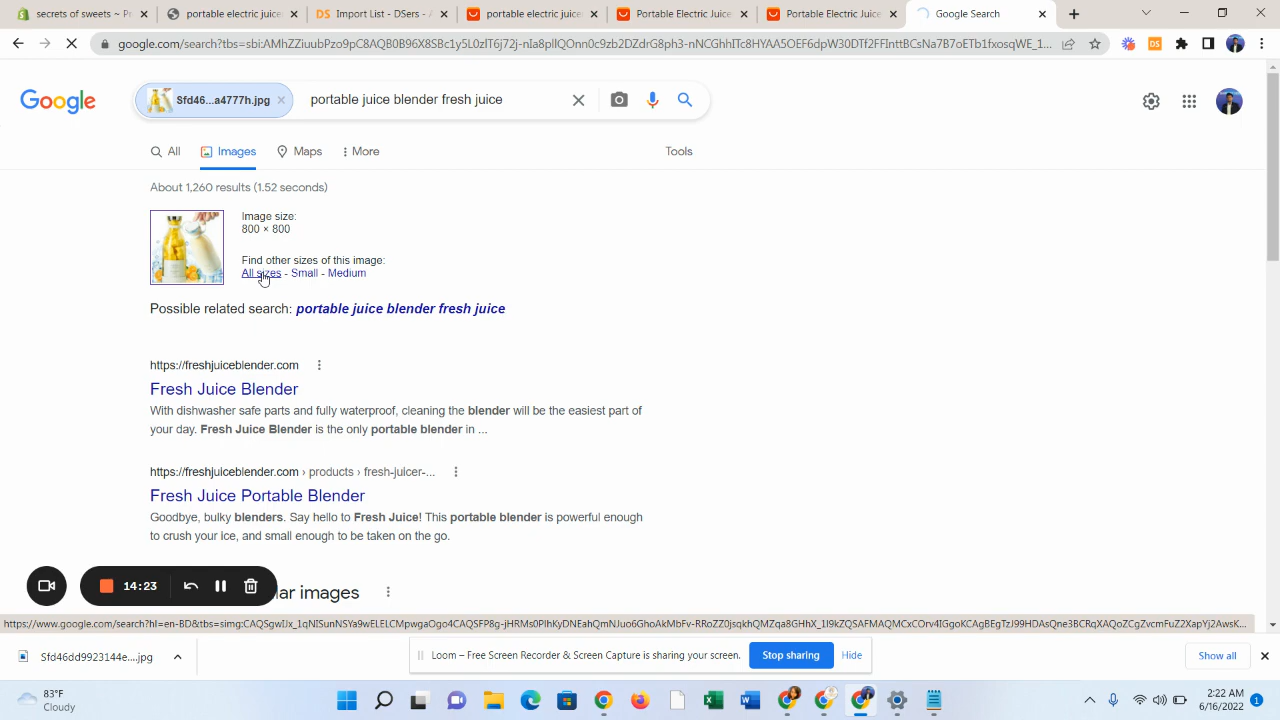 secrets of sweets ~ Pr
portable electric juicer
Import List - DSers - A
portable electric juices
Portable Electric Juice
Portable Electric Juice
Google Search
google.com/search?tbs=sbi:
Google
Sfd46...a4777h.jpg
portable juice blender fresh juice
All
Images
Maps
More
Tools
About 1,260 results (1.52 seconds)
Image size:
800 × 800
Find other sizes of this image:
All sizes - Small - Medium
Possible related search: portable juice blender fresh juice
https://freshjuiceblender.com
Fresh Juice Blender
With dishwasher safe parts and fully waterproof, cleaning the blender will be the easiest part of
your day. Fresh Juice Blender is the only portable blender in ...
https://freshjuiceblender.com › products › fresh-juicer-...
Fresh Juice Portable Blender
Goodbye, bulky blenders. Say hello to Fresh Juice! This portable blender is powerful enough
to crush your ice, and small enough to be taken on the go.
14:23
lar images
Sfd46dd9923144e....jpg
Loom – Free Screen Recorder & Screen Capture is sharing your screen.
Stop sharing
Hide
Show all
83°F
Cloudy
2:22 AM
6/16/2022
1